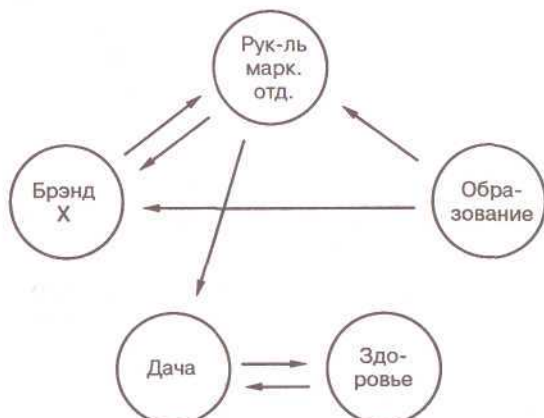 Рук-ль
марк.
отд.
Брэнд
Х
Обра-
зование
Дача
Здо-
ровье